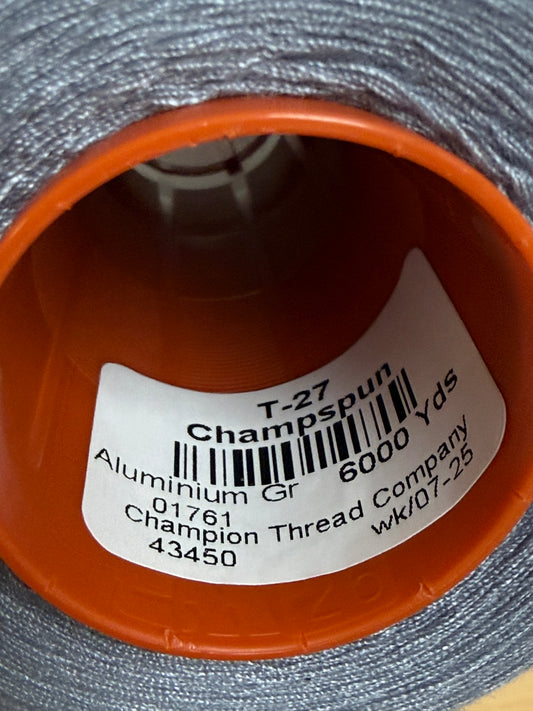 T-27
Champspun
Aluminium Gr 6000 Yds
01761
Champion Thread Company
43450 wk/07-25